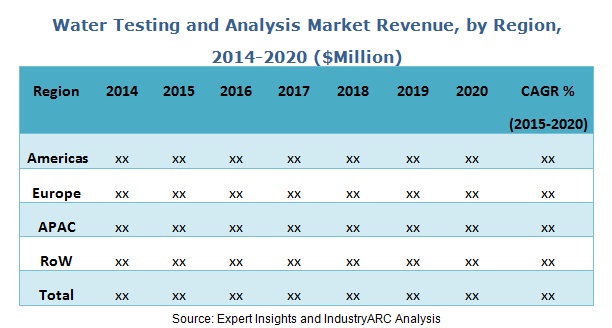 Water Testing and Analysis Market Revenue, by Region,
2014-2020 ($Million)
Region 2014 2015 2016 2017 2018 2019 2020 CAGR %
(2015-2020)
Americas xx xx xx xx xx xx xx xx
Europe xx xx xx xx xx xx xx xx
APAC xx xx xx xx xx xx xx xx
RoW xx xx xx xx xx xx xx xx
Total xx xx xx xx xx xx xx xx
Source: Expert Insights and IndustryARC Analysis